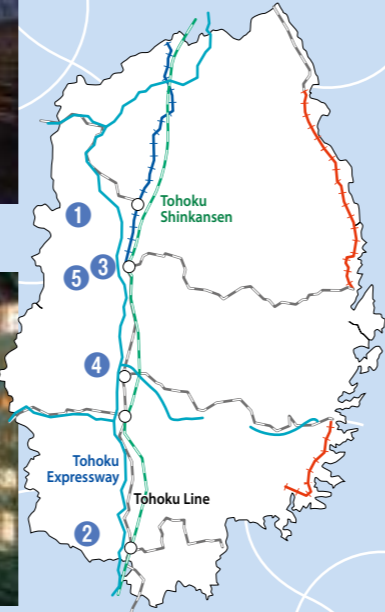 1
Tohoku
Shinkansen
3
5
4
Tohoku
Expressway
Tohoku Line
2